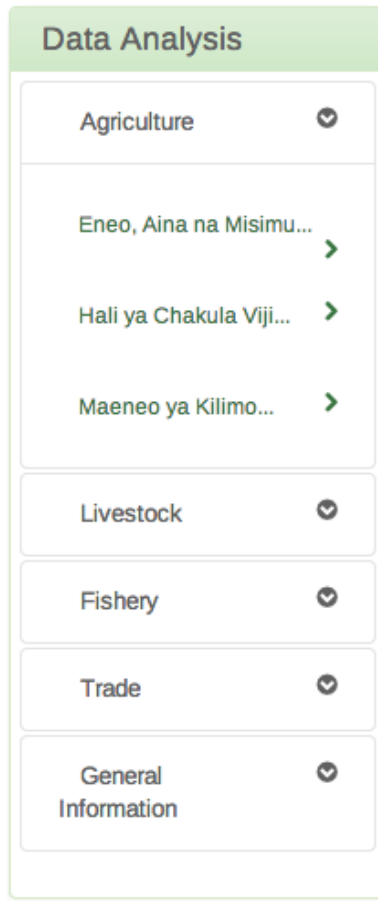 Data Analysis
Agriculture
Eneo, Aina na Misimu...
Hali ya Chakula Viji...
Maeneo ya Kilimo...
Livestock
Fishery
Trade
General
Information